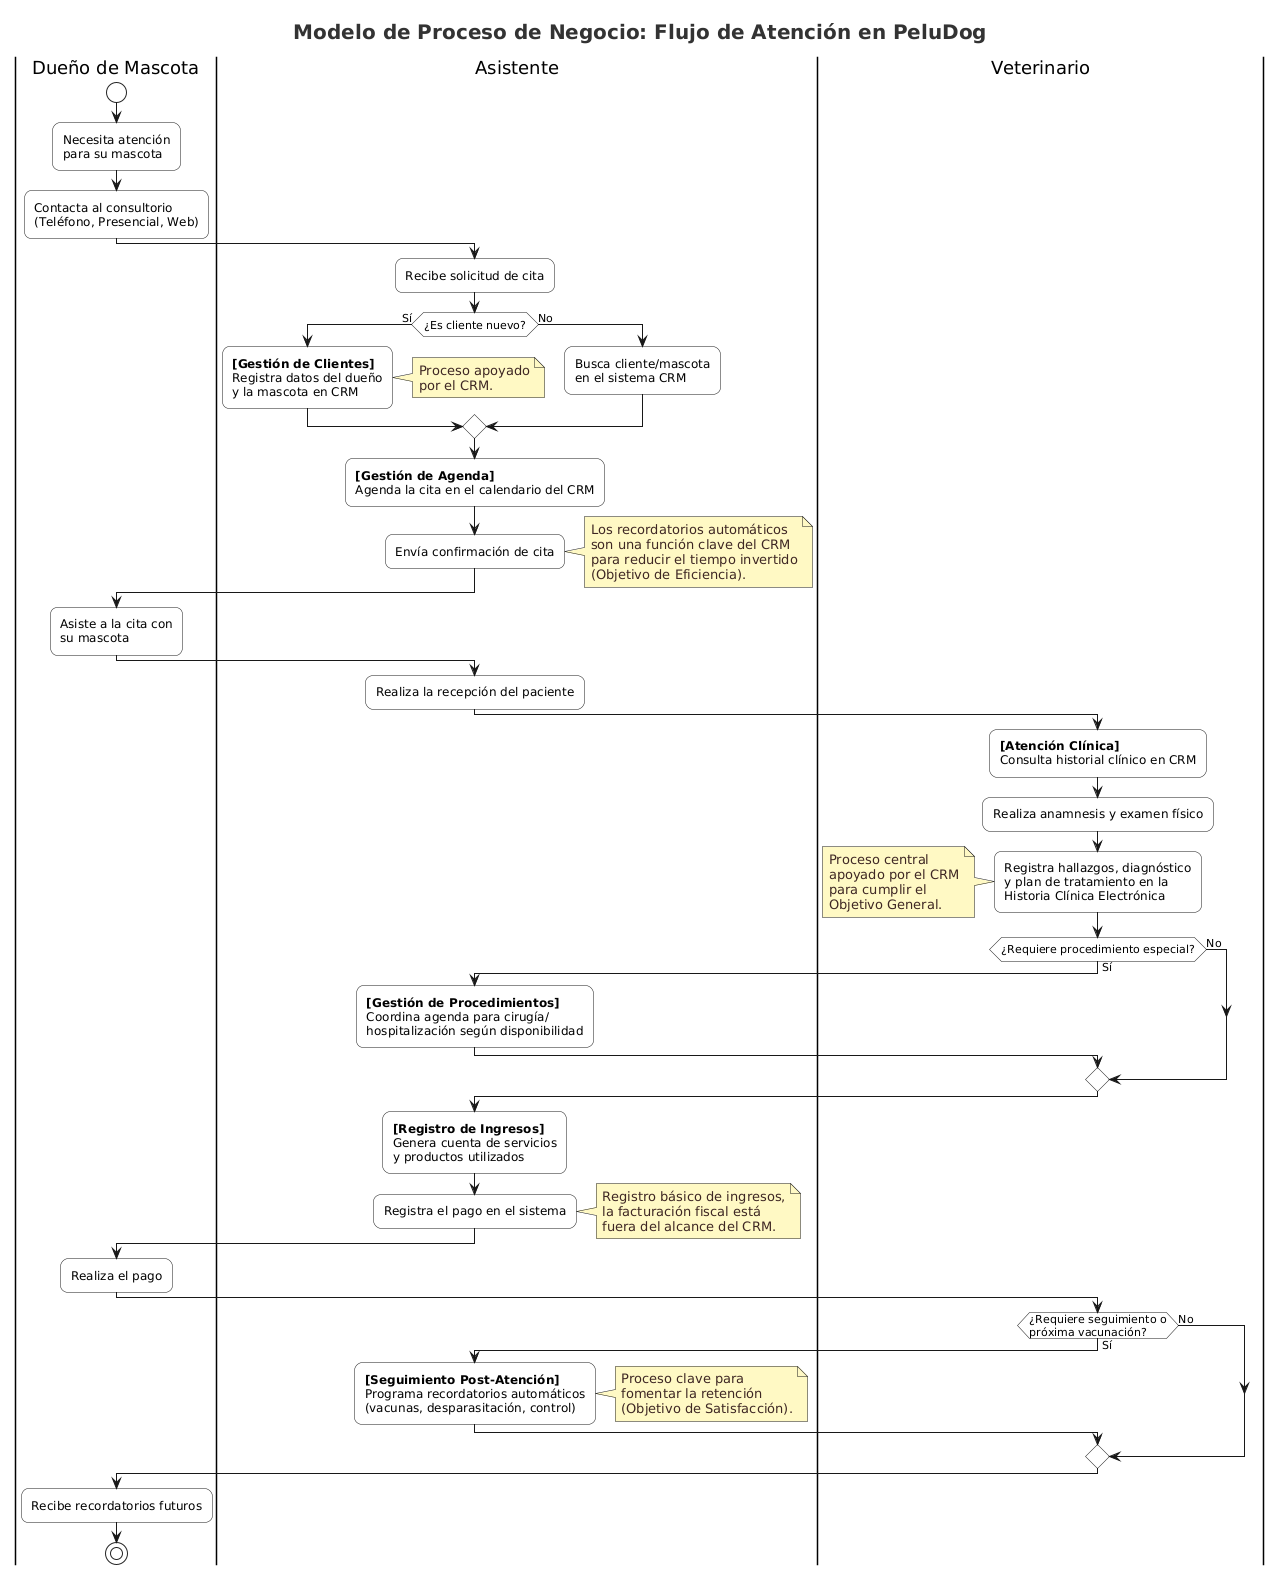 Modelo de Proceso de Negocio: Flujo de Atención en PeluDog
Dueño de Mascota
Asistente
Veterinario
Necesita atención
para su mascota
Contacta al consultorio
(Teléfono, Presencial, Web)
Recibe solicitud de cita
¿Es cliente nuevo?
Sí
No
[Gestión de Clientes]
Registra datos del dueño
y la mascota en CRM
Proceso apoyado
por el CRM.
Busca cliente/mascota
en el sistema CRM
[Gestión de Agenda]
Agenda la cita en el calendario del CRM
Envía confirmación de cita
Los recordatorios automáticos
son una función clave del CRM
para reducir el tiempo invertido
(Objetivo de Eficiencia).
Asiste a la cita con
su mascota
Realiza la recepción del paciente
[Atención Clínica]
Consulta historial clínico en CRM
Realiza anamnesis y examen físico
Proceso central
apoyado por el CRM
para cumplir el
Objetivo General.
Registra hallazgos, diagnóstico
y plan de tratamiento en la
Historia Clínica Electrónica
¿Requiere procedimiento especial?
No
Sí
[Gestión de Procedimientos]
Coordina agenda para cirugía/
hospitalización según disponibilidad
[Registro de Ingresos]
Genera cuenta de servicios
y productos utilizados
Registra el pago en el sistema
Registro básico de ingresos,
la facturación fiscal está
fuera del alcance del CRM.
Realiza el pago
¿Requiere seguimiento o
próxima vacunación?
No
Sí
[Seguimiento Post-Atención]
Programa recordatorios automáticos
(vacunas, desparasitación, control)
Proceso clave para
fomentar la retención
(Objetivo de Satisfacción).
Recibe recordatorios futuros